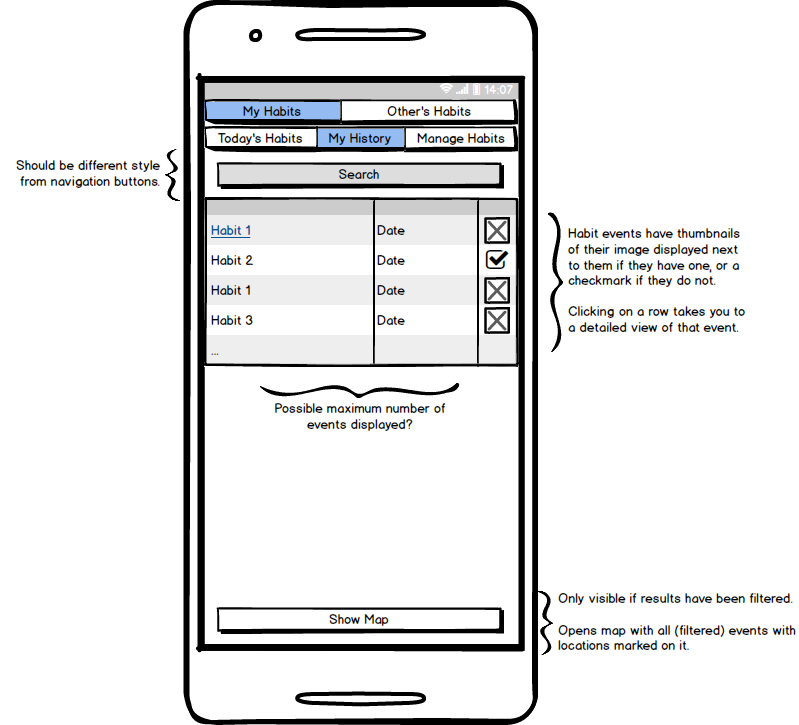 14:07
My Habits Other's Habits
Today's Habits My History Manage Habits
Should be different style
from navigation buttons.
Search
Habit 1 Date
Habit 2 Date
Habit 1 Date
Habit 3 Date
...
Habit events have thumbnails
of their image displayed next
to them if they have one, or a
checkmark if they do not.
Clicking on a row takes you to
a detailed view of that event.
Possible maximum number of
events displayed?
Show Map
Only visible if results have been filtered.
Opens map with all (filtered) events with
locations marked on it.